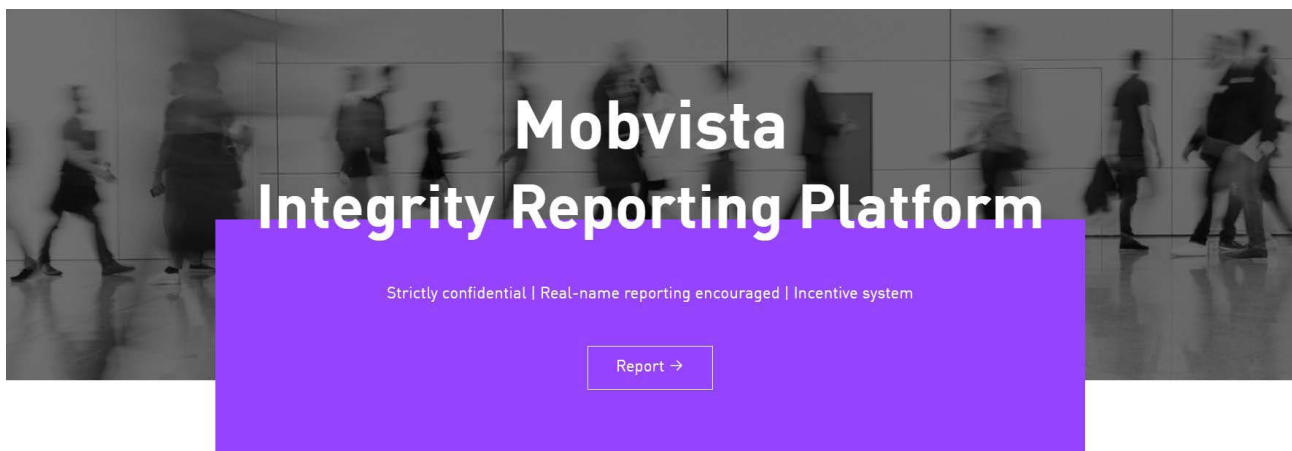 Mobvista
Integrity Reporting Platform
Strictly confidential | Real-name reporting encouraged | Incentive system
Report →